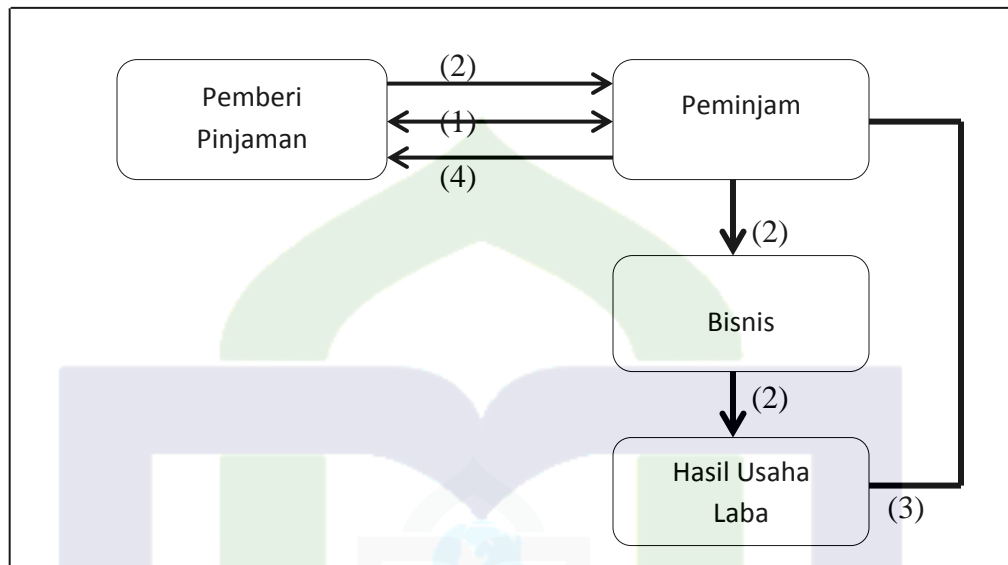 Pemberi
Pinjaman
(2)
(1)
(4)
Peminjam
(2)
Bisnis
(2)
Hasil Usaha
Laba
(3)